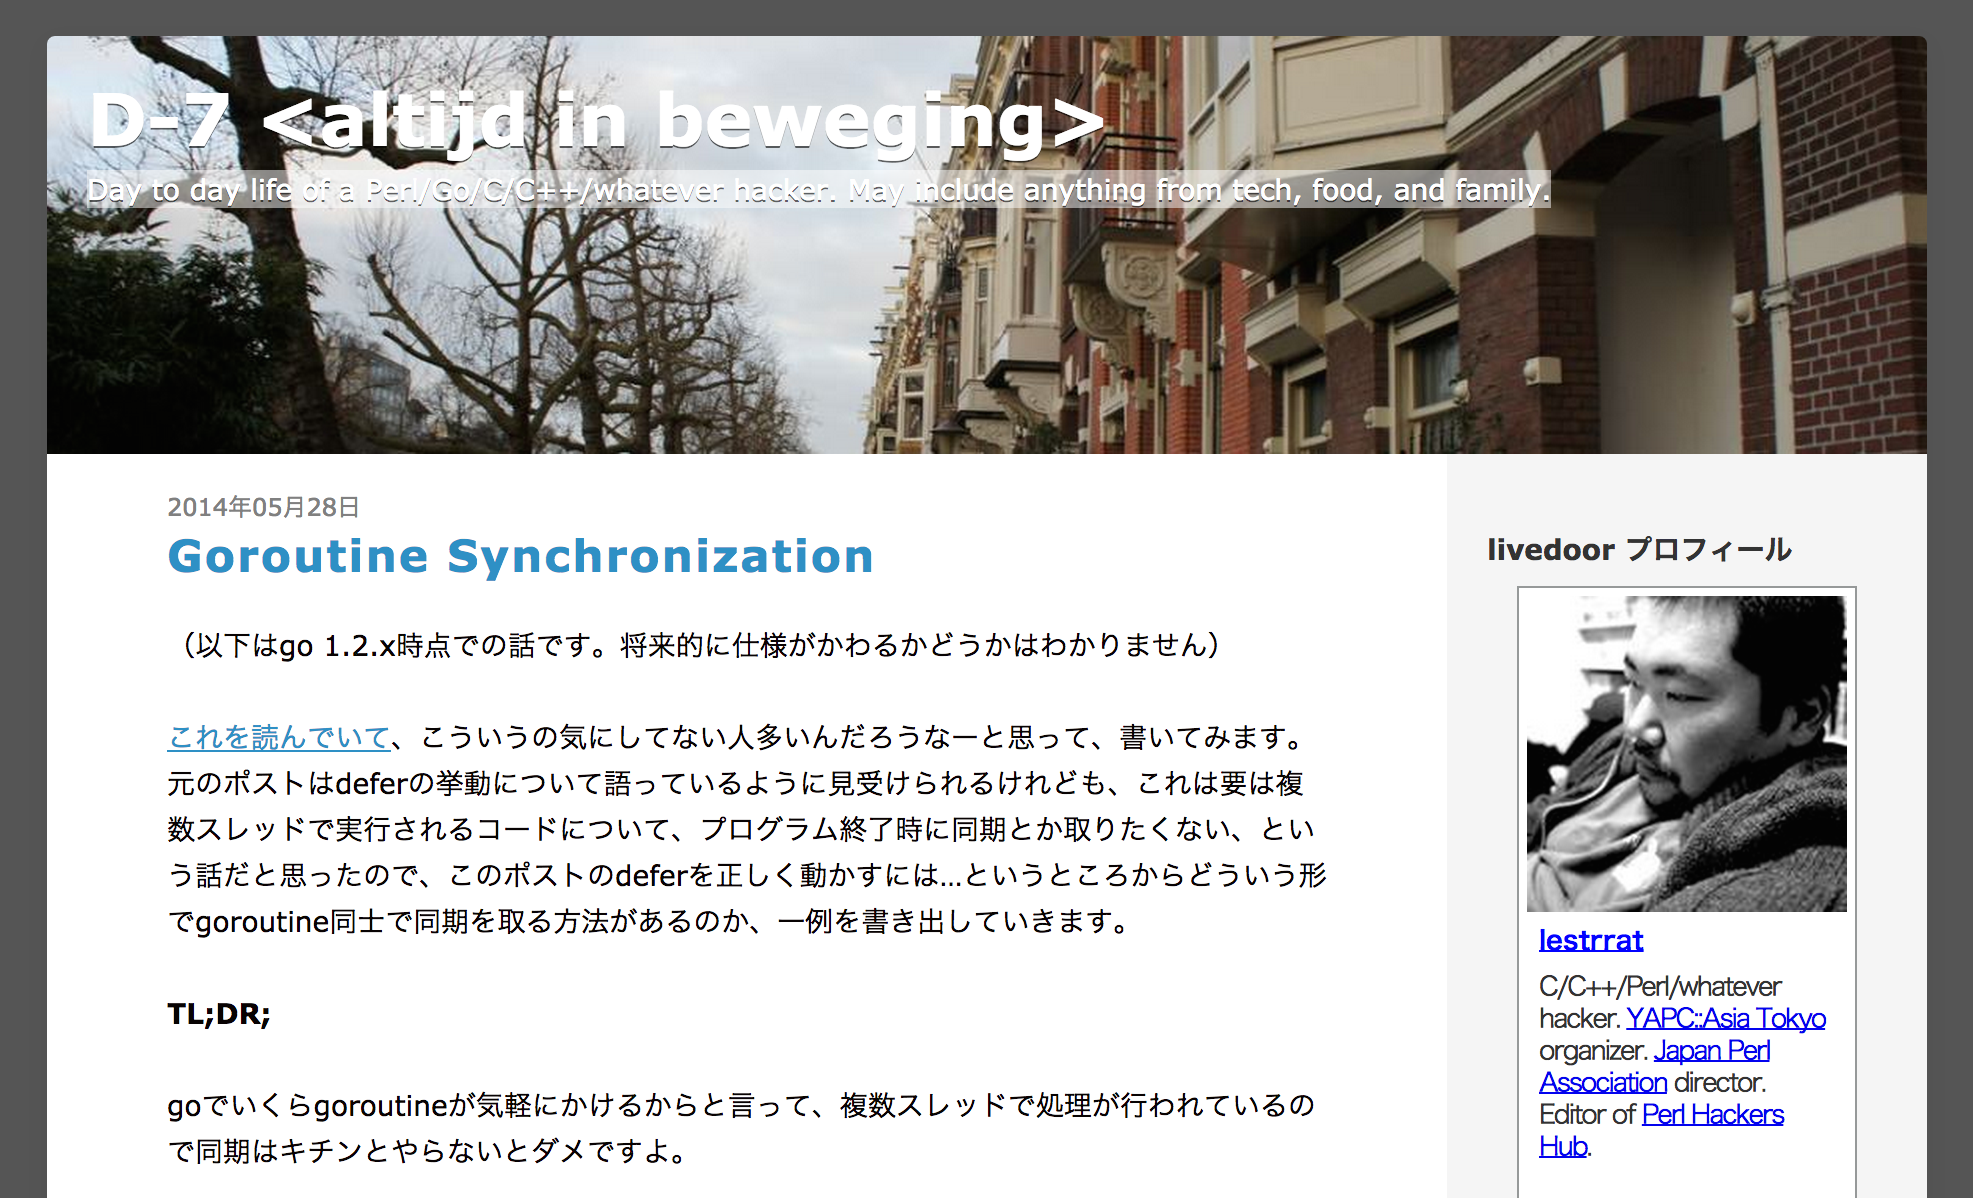 D-7 <altijd in beweging>
Day to day life of a Perl/Go/C/C++/whatever hacker. May include anything from tech, food, and family.
2014年05月28日
Goroutine Synchronization
（以下はgo 1.2.x時点での話です。将来的に仕様がかわるかどうかはわかりません）
これを読んでいて、こういうの気にしてない人多いんだろうなーと思って、書いてみます。
元のポストはdeferの挙動について語っているように見受けられるけれども、これは要は複
数スレッドで実行されるコードについて、プログラム終了時に同期とか取りたくない、とい
う話だと思ったので、このポストのdeferを正しく動かすには...というところからどういう形
でgoroutine同士で同期を取る方法があるのか、一例を書き出していきます。
TL;DR;
goでいくらgoroutineが気軽にかけるからと言って、複数スレッドで処理が行われているの
で同期はキチンとやらないとダメですよ。
livedoor プロフィール
lestrrat
C/C++/Perl/whatever
hacker. YAPC::Asia Tokyo
organizer. Japan Perl
Association director.
Editor of Perl Hackers
Hub.